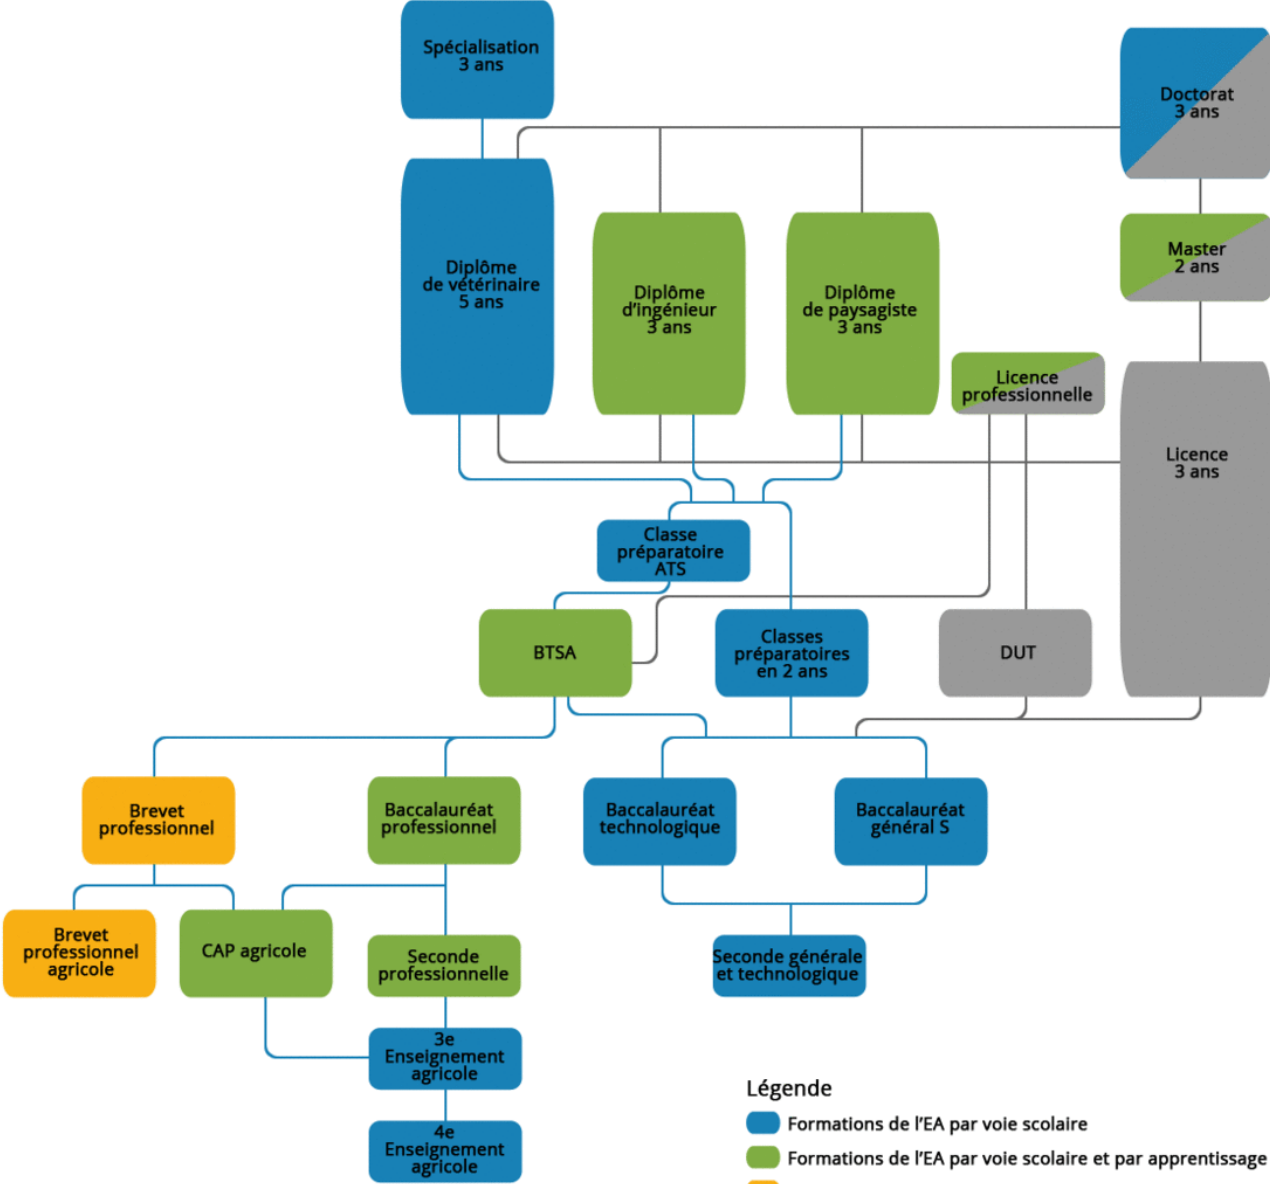 Spécialisation
3 ans
Doctorat
3 ans
Diplôme
de vétérinaire
5 ans
Diplôme
d'ingénieur
3 ans
Diplôme
de paysagiste
3 ans
Master
2 ans
Licence
professionnelle
Licence
3 ans
Classe
préparatoire
ATS
BTSA
Classes
préparatoires
en 2 ans
DUT
Brevet
professionnel
Baccalauréat
professionnel
Baccalauréat
technologique
Baccalauréat
général S
Brevet
professionnel
agricole
CAP agricole
Seconde
professionnelle
Seconde générale
et technologique
3e
Enseignement
agricole
4e
Enseignement
agricole
Légende
Formations de l'EA par voie scolaire
Formations de l'EA par voie scolaire et par apprentissage